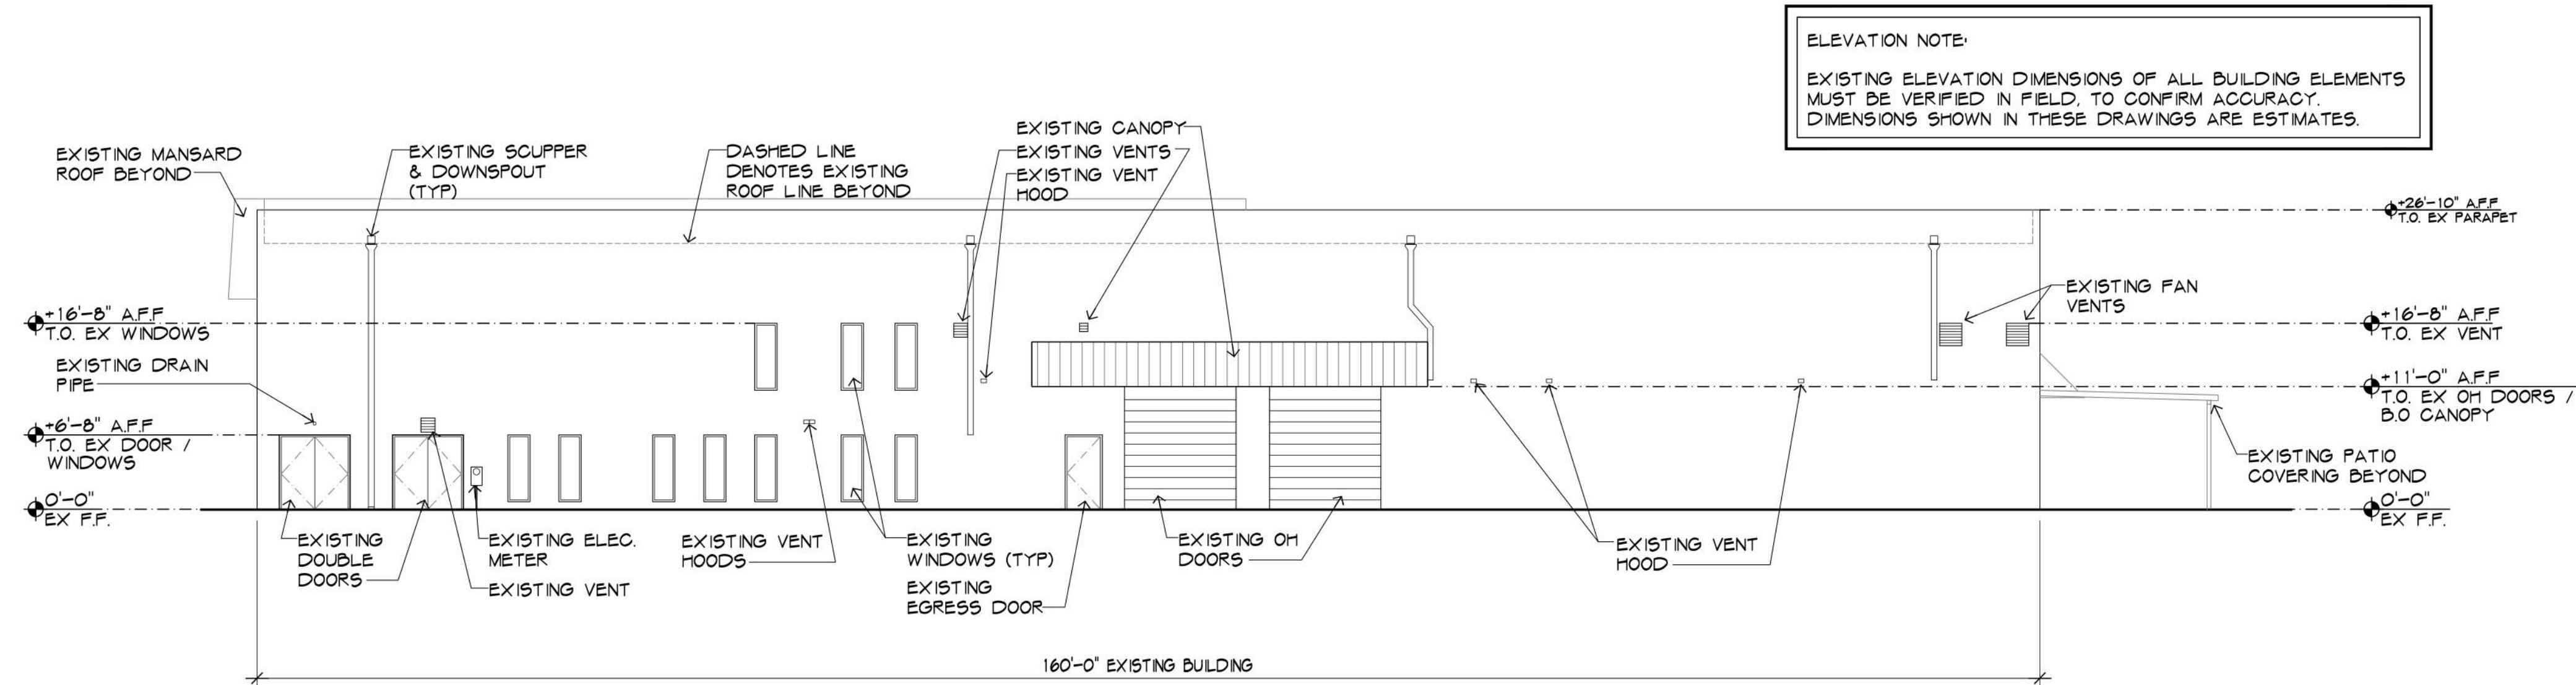 ELEVATION NOTE:
EXISTING ELEVATION DIMENSIONS OF ALL BUILDING ELEMENTS
MUST BE VERIFIED IN FIELD, TO CONFIRM ACCURACY.
DIMENSIONS SHOWN IN THESE DRAWINGS ARE ESTIMATES.
EXISTING MANSARD
ROOF BEYOND
EXISTING SCUPPER
& DOWNSPOUT
(TYP)
DASHED LINE
DENOTES EXISTING
ROOF LINE BEYOND
EXISTING CANOPY
EXISTING VENTS
EXISTING VENT
HOOD
+26'-10" A.F.F
T.O. EX PARAPET
EXISTING FAN
VENTS
+16'-8" A.F.F
T.O. EX WINDOWS
+16'-8" A.F.F
T.O. EX VENT
EXISTING DRAIN
PIPE
+11'-0" A.F.F
T.O. EX OH DOORS /
B.O CANOPY
+6'-8" A.F.F
T.O. EX DOOR /
WINDOWS
EXISTING PATIO
COVERING BEYOND
0'-0"
EX F.F.
0'-0"
EX F.F.
EXISTING
DOUBLE
DOORS
EXISTING ELEC.
METER
EXISTING VENT
EXISTING VENT
HOODS
EXISTING
WINDOWS (TYP)
EXISTING
EGRESS DOOR
EXISTING OH
DOORS
EXISTING VENT
HOOD
160'-0" EXISTING BUILDING